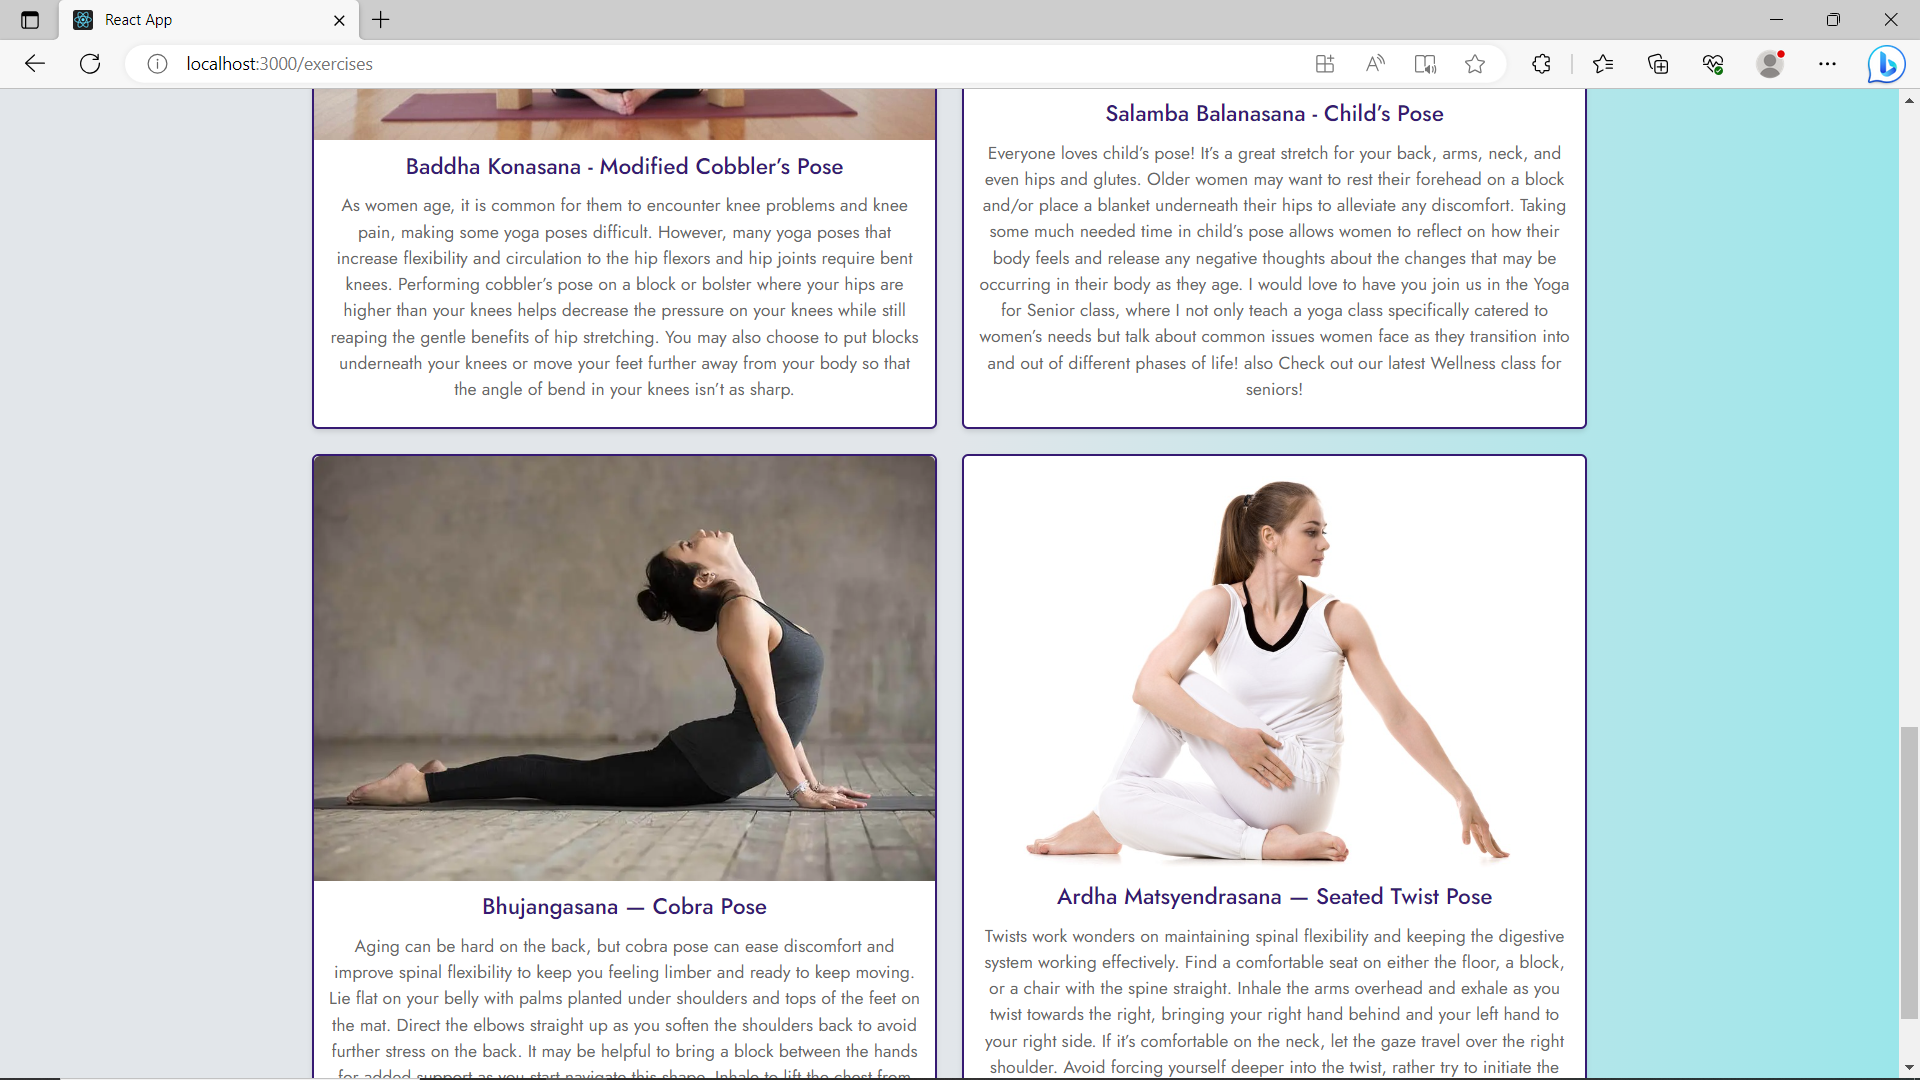 React App
localhost:3000/exercises
Baddha Konasana - Modified Cobbler’s Pose
As women age, it is common for them to encounter knee problems and knee
pain, making some yoga poses difficult. However, many yoga poses that
increase flexibility and circulation to the hip flexors and hip joints require bent
knees. Performing cobbler’s pose on a block or bolster where your hips are
higher than your knees helps decrease the pressure on your knees while still
reaping the gentle benefits of hip stretching. You may also choose to put blocks
underneath your knees or move your feet further away from your body so that
the angle of bend in your knees isn’t as sharp.
Salamba Balanasana - Child’s Pose
Everyone loves child’s pose! It’s a great stretch for your back, arms, neck, and
even hips and glutes. Older women may want to rest their forehead on a block
and/or place a blanket underneath their hips to alleviate any discomfort. Taking
some much needed time in child’s pose allows women to reflect on how their
body feels and release any negative thoughts about the changes that may be
occurring in their body as they age. I would love to have you join us in the Yoga
for Senior class, where I not only teach a yoga class specifically catered to
women’s needs but talk about common issues women face as they transition into
and out of different phases of life! also Check out our latest Wellness class for
seniors!
Bhujangasana — Cobra Pose
Aging can be hard on the back, but cobra pose can ease discomfort and
improve spinal flexibility to keep you feeling limber and ready to keep moving.
Lie flat on your belly with palms planted under shoulders and tops of the feet on
the mat. Direct the elbows straight up as you soften the shoulders back to avoid
further stress on the back. It may be helpful to bring a block between the hands
for added support as you start navigate this shape. Inhale to lift the chest from
Ardha Matsyendrasana — Seated Twist Pose
Twists work wonders on maintaining spinal flexibility and keeping the digestive
system working effectively. Find a comfortable seat on either the floor, a block,
or a chair with the spine straight. Inhale the arms overhead and exhale as you
twist towards the right, bringing your right hand behind and your left hand to
your right side. If it’s comfortable on the neck, let the gaze travel over the right
shoulder. Avoid forcing yourself deeper into the twist, rather try to initiate the